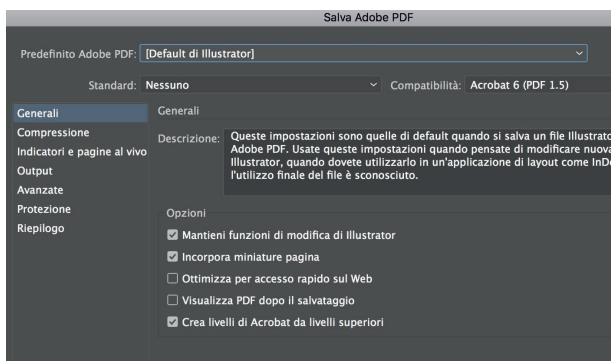 Salva Adobe PDF
Predefinito Adobe PDF: [Default di Illustrator]
Standard: Nessuno Compatibilità: Acrobat 6 (PDF 1.5)
Generali
Compressione
Indicatori e pagine al vivo
Output
Avanzate
Protezione
Riepilogo
Generali
Descrizione: Queste impostazioni sono quelle di default quando si salva un file Illustrato
Adobe PDF. Usate queste impostazioni quando pensate di modificare nuova
Illustrator, quando dovete utilizzarlo in un'applicazione di layout come InDe
l'utilizzo finale del file è sconosciuto.
Opzioni
Mantieni funzioni di modifica di Illustrator
Incorpora miniature pagina
Ottimizza per accesso rapido sul Web
Visualizza PDF dopo il salvataggio
Crea livelli di Acrobat da livelli superiori